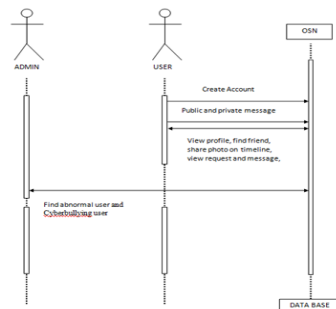 OSN
ADMIN
USER
Create Account
Public and private message
View profile, find friend,
share photo on timeline,
view request and message,
Find abnormal user and
Cyberbullying user
DATA BASE